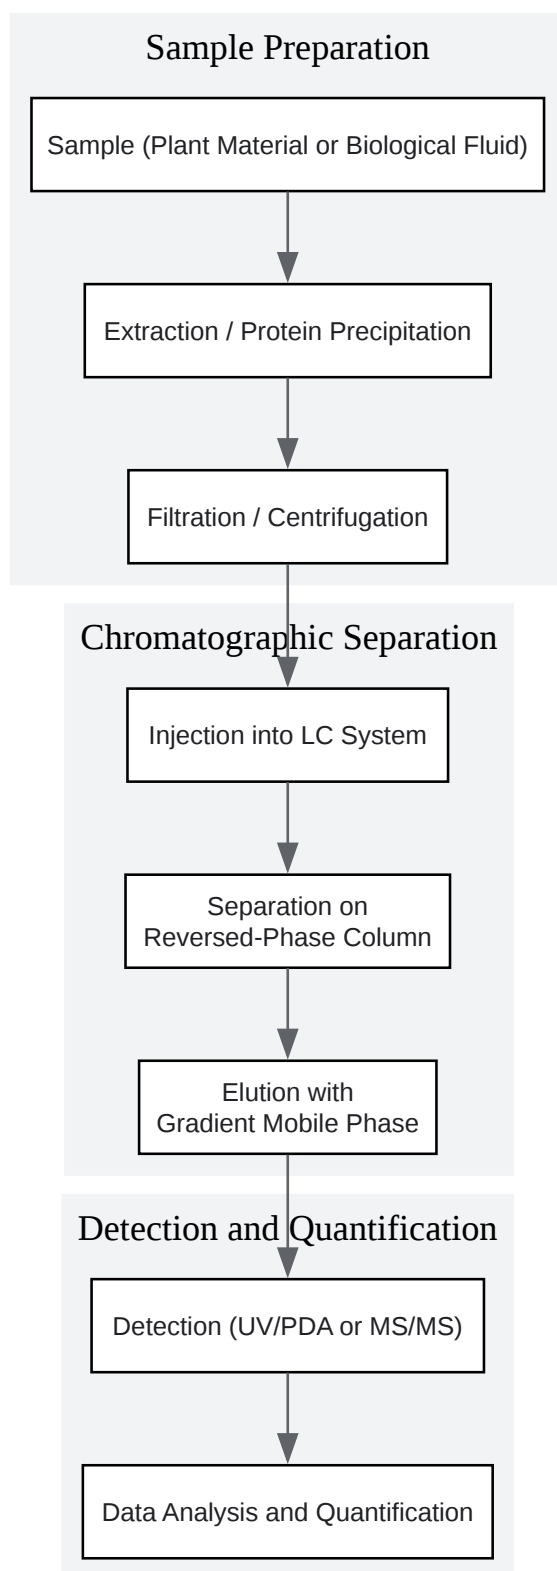 Sample Preparation
Sample (Plant Material or Biological Fluid)
Extraction / Protein Precipitation
Filtration / Centrifugation
Chromatographic Separation
Injection into LC System
Separation on
Reversed-Phase Column
Elution with
Gradient Mobile Phase
Detection and Quantification
Detection (UV/PDA or MS/MS)
Data Analysis and Quantification